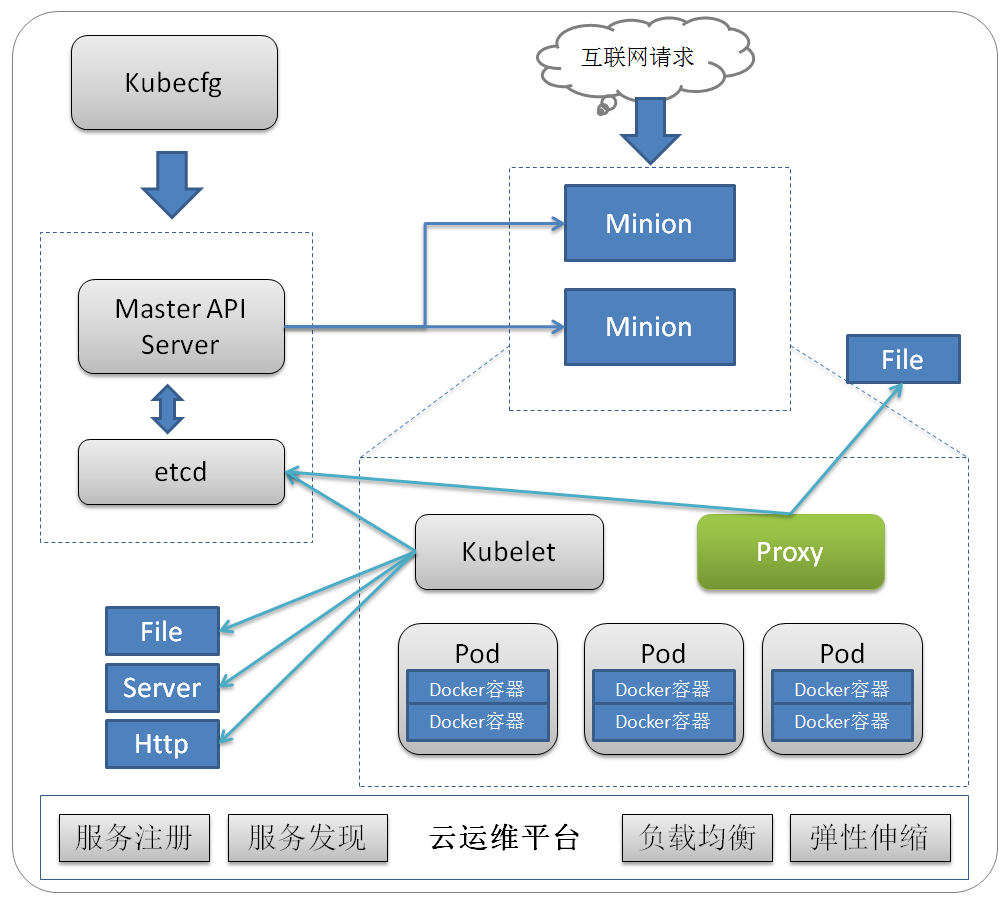 Kubecfg
互联网请求
Minion
Master API
Server
Minion
File
etcd
Kubelet
Proxy
File
Server
Http
Pod
Docker容器
Docker容器
Pod
Docker容器
Docker容器
Pod
Docker容器
Docker容器
服务注册
服务发现
云运维平台
负载均衡
弹性伸缩